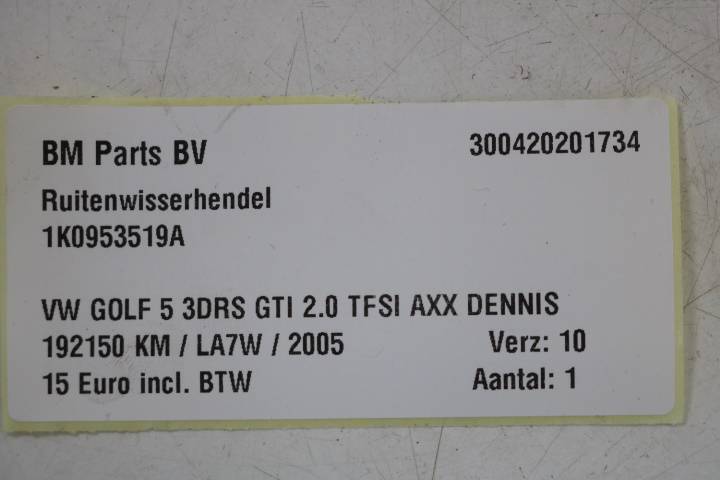 BM Parts BV 300420201734
Ruitenwisserhendel
1K0953519A
VW GOLF 5 3DRS GTI 2.0 TFSI AXX DENNIS
192150 KM / LA7W / 2005 Verz: 10
15 Euro incl. BTW Aantal: 1